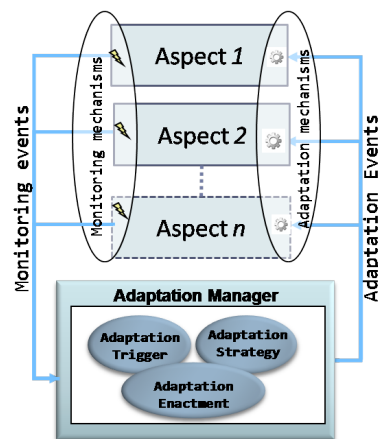 Aspect 1
Aspect 2
Aspect n
Monitoring events
Monitoring mechanisms
Adaptation mechanisms
Adaptation Events
Adaptation Manager
Adaptation
Trigger
Adaptation
Strategy
Adaptation
Enactment